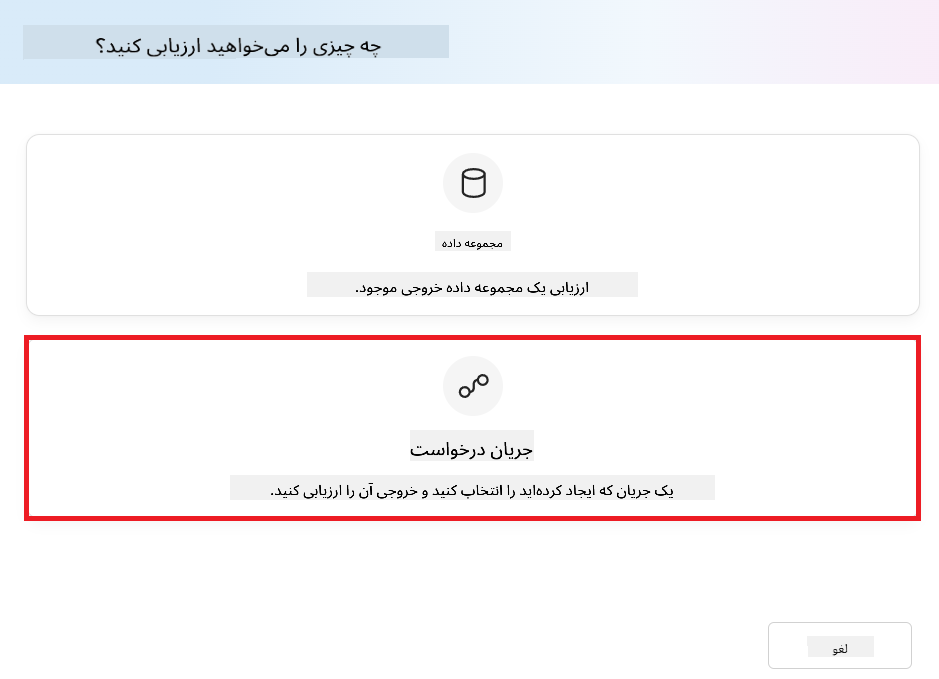 چه چیزی را می‌خواهید ارزیابی کنید؟
مجموعه داده
ارزیابی یک مجموعه داده خروجی موجود.
جریان درخواست
یک جریان که ایجاد کرده‌اید را انتخاب کنید و خروجی آن را ارزیابی کنید.
لغو